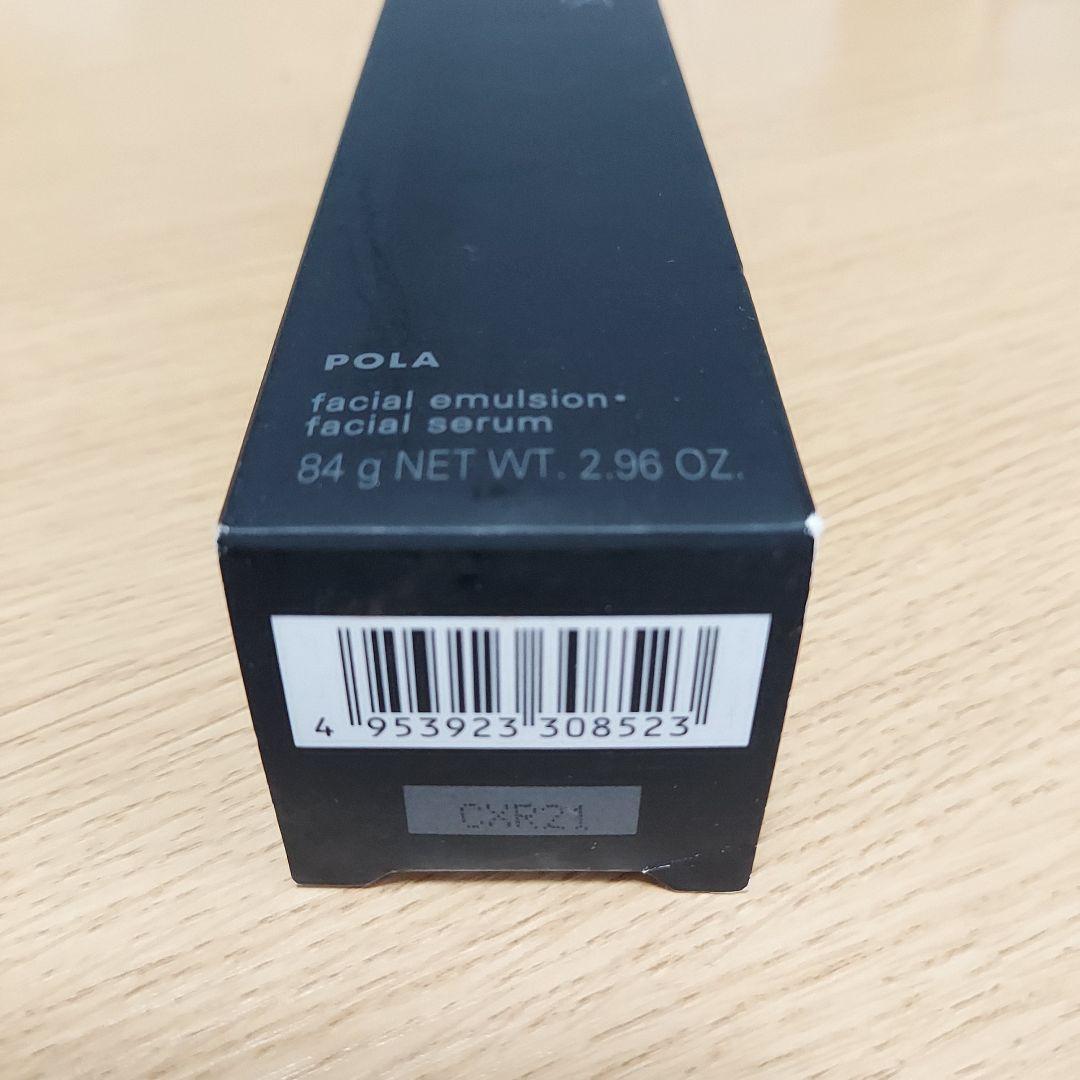 POLA
facial emulsion・
facial serum
84 g NET WT. 2.96 OZ.
4 953923 308523
CXR21